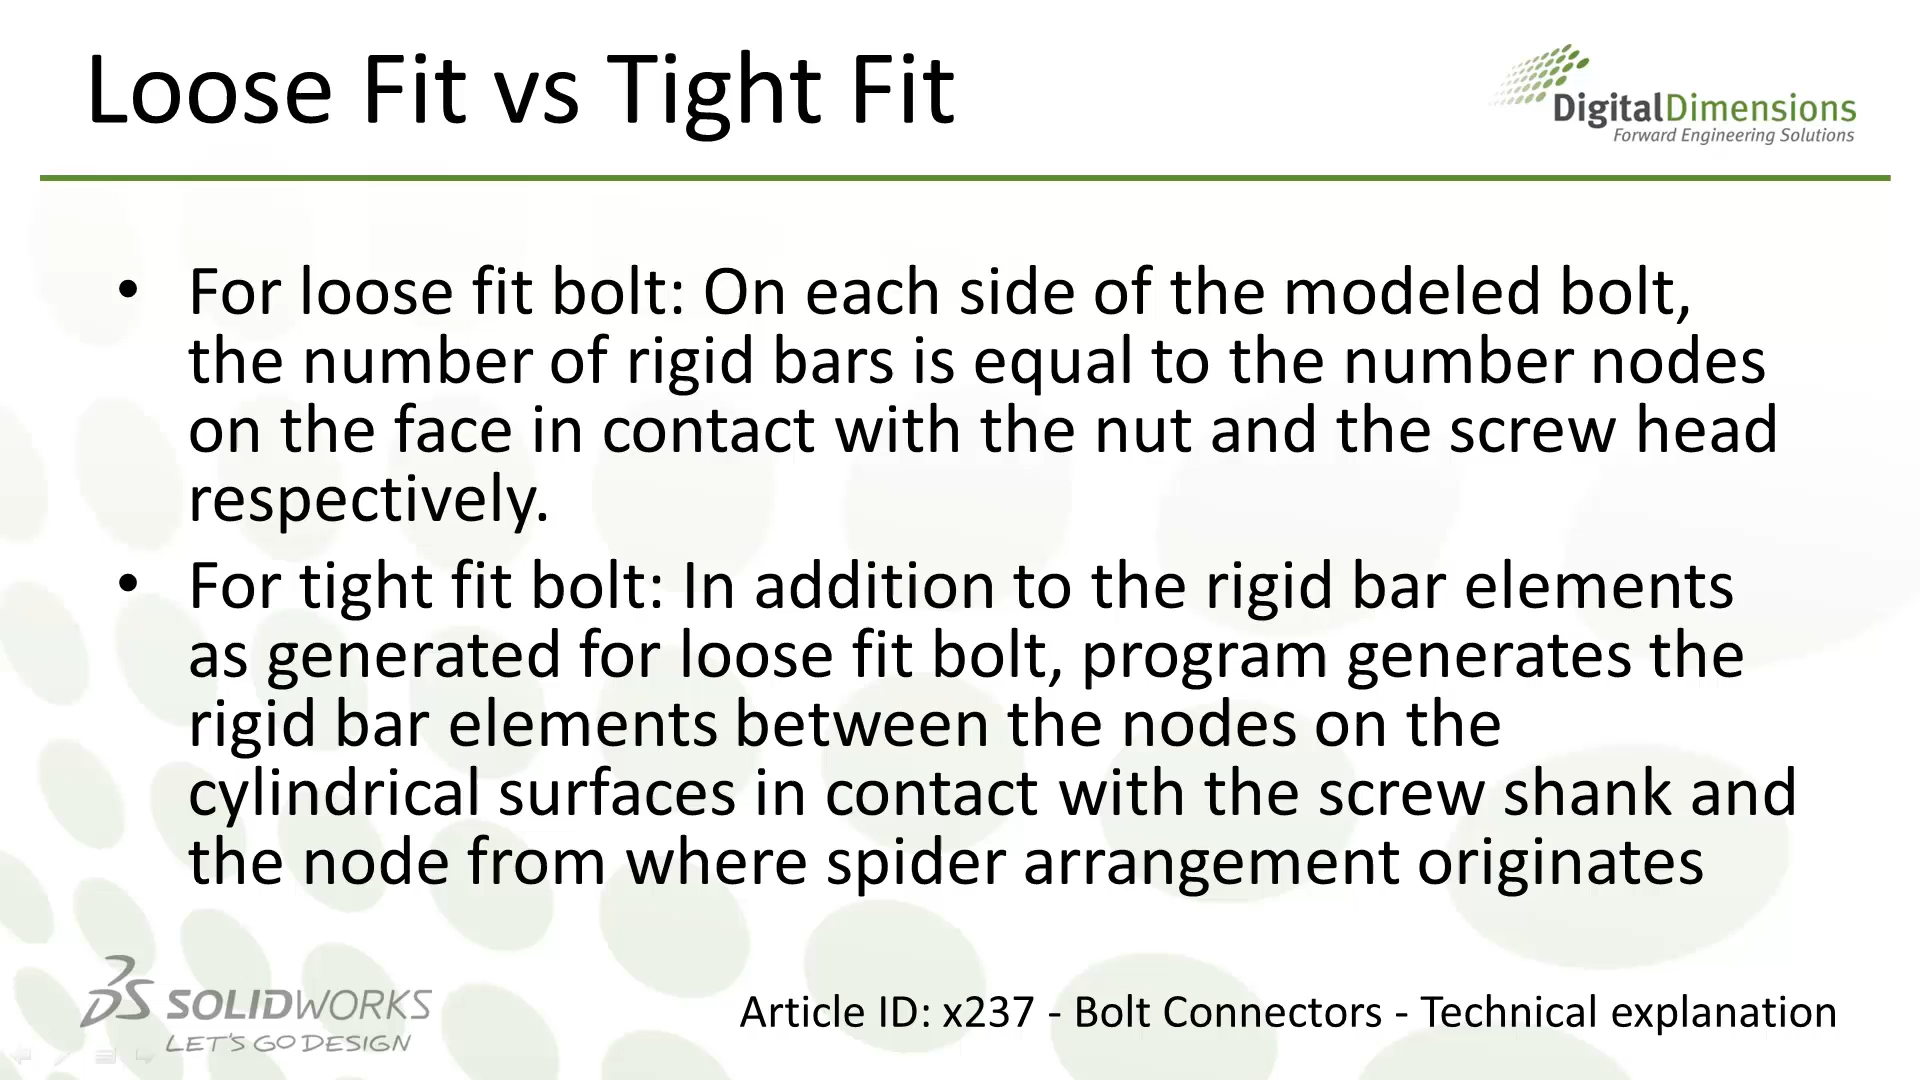 Loose Fit vs Tight Fit
DigitalDimensions
Forward Engineering Solutions
• For loose fit bolt: On each side of the modeled bolt,
the number of rigid bars is equal to the number nodes
on the face in contact with the nut and the screw head
respectively.
• For tight fit bolt: In addition to the rigid bar elements
as generated for loose fit bolt, program generates the
rigid bar elements between the nodes on the
cylindrical surfaces in contact with the screw shank and
the node from where spider arrangement originates
SOLIDWORKS
LET'S GO DESIGN
Article ID: x237 - Bolt Connectors - Technical explanation